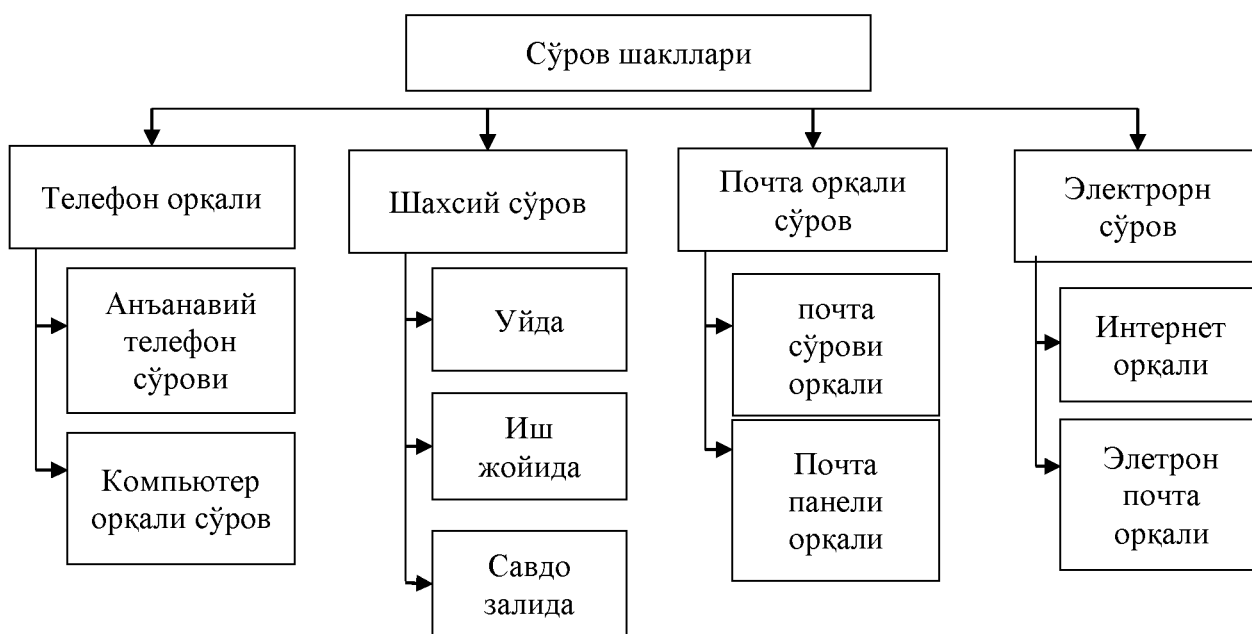 Сўров шакллари
Телефон орқали
Анъанавий
телефон
сўрови
Компьютер
орқали сўров
Шахсий сўров
Уйда
Иш
жойида
Савдо
залида
Почта орқали
сўров
почта
сўрови
орқали
Почта
панели
орқали
Электрорн
сўров
Интернет
орқали
Элетрон
почта
орқали